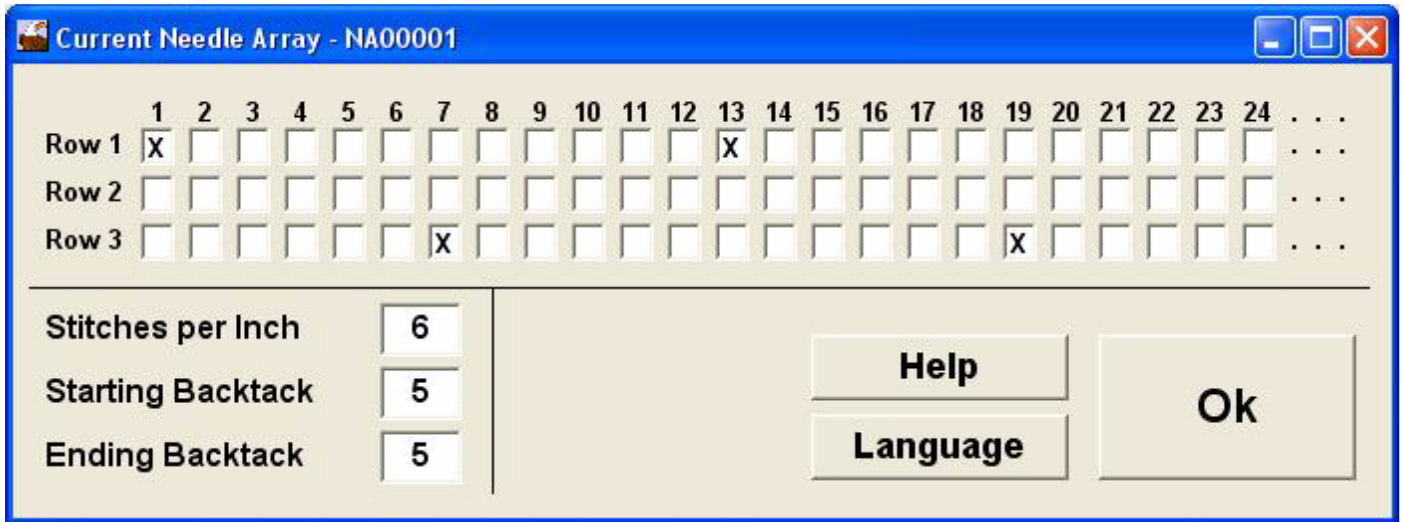 Current Needle Array - NA00001
1 2 3 4 5 6 7 8 9 10 11 12 13 14 15 16 17 18 19 20 21 22 23 24 . . .
Row 1 X X . . .
Row 2 . . .
Row 3 X X . . .
Stitches per Inch 6
Starting Backtack 5
Ending Backtack 5
Help
Language
Ok